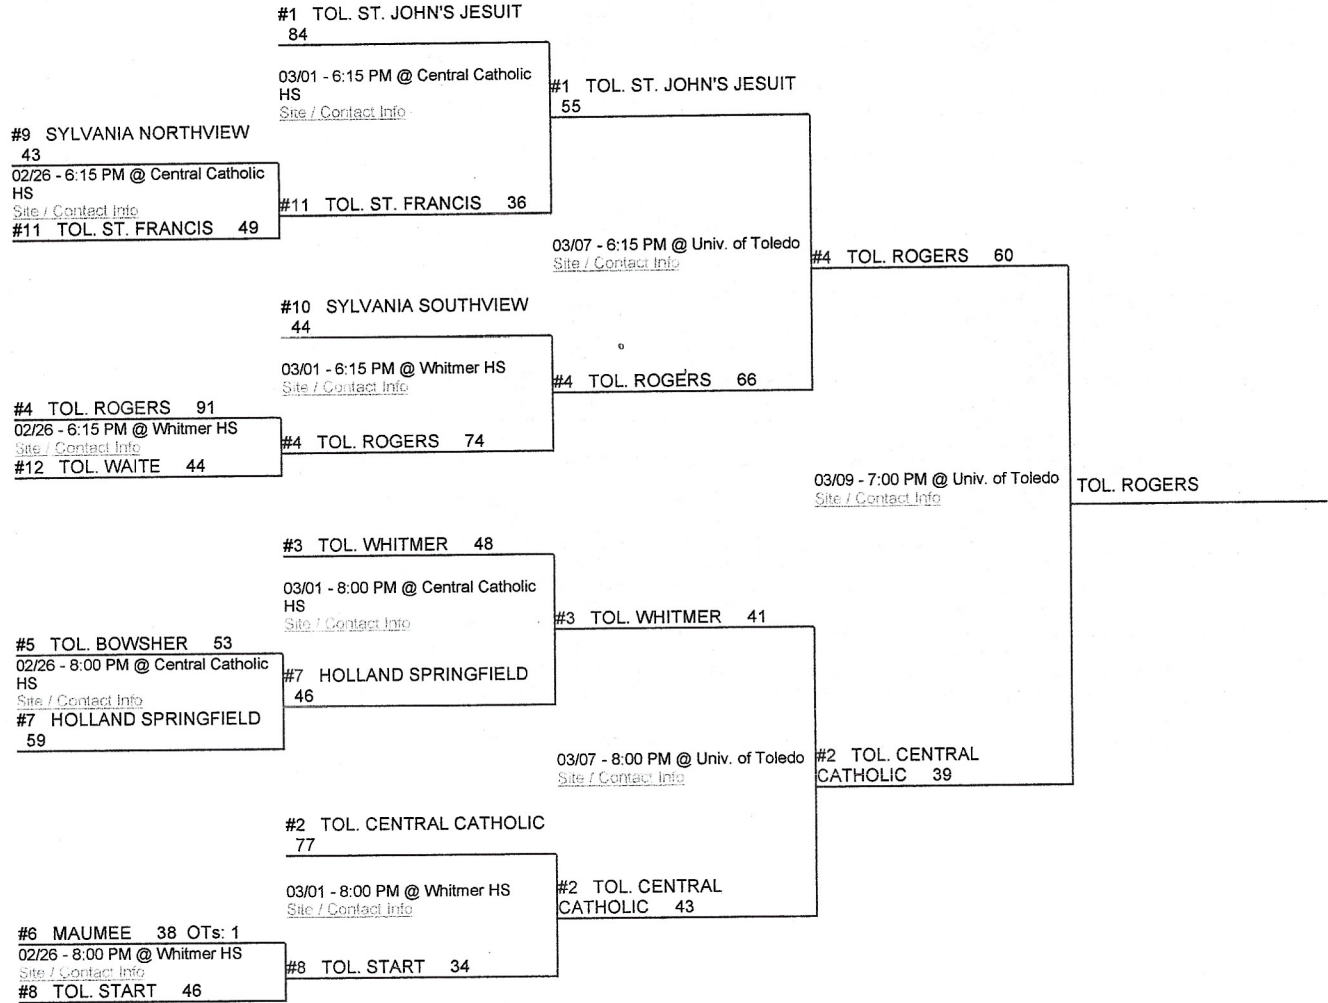 #1 TOL. ST. JOHN'S JESUIT
84
03/01 - 6:15 PM @ Central Catholic
HS
Site / Contact Info
#1 TOL. ST. JOHN'S JESUIT
55
#9 SYLVANIA NORTHVIEW
43
02/26 - 6:15 PM @ Central Catholic
HS
Site / Contact Info
#11 TOL. ST. FRANCIS 49
#11 TOL. ST. FRANCIS 36
03/07 - 6:15 PM @ Univ. of Toledo
Site / Contact Info
#4 TOL. ROGERS 60
#10 SYLVANIA SOUTHVIEW
44
03/01 - 6:15 PM @ Whitmer HS
Site / Contact Info
#4 TOL. ROGERS 66
#4 TOL. ROGERS 91
02/26 - 6:15 PM @ Whitmer HS
Site / Contact Info
#12 TOL. WAITE 44
#4 TOL. ROGERS 74
03/09 - 7:00 PM @ Univ. of Toledo
Site / Contact Info
TOL. ROGERS
#3 TOL. WHITMER 48
03/01 - 8:00 PM @ Central Catholic
HS
Site / Contact Info
#3 TOL. WHITMER 41
#5 TOL. BOWSHER 53
02/26 - 8:00 PM @ Central Catholic
HS
Site / Contact Info
#7 HOLLAND SPRINGFIELD
59
#7 HOLLAND SPRINGFIELD
46
03/07 - 8:00 PM @ Univ. of Toledo
Site / Contact Info
#2 TOL. CENTRAL
CATHOLIC 39
#2 TOL. CENTRAL CATHOLIC
77
03/01 - 8:00 PM @ Whitmer HS
Site / Contact Info
#2 TOL. CENTRAL
CATHOLIC 43
#6 MAUMEE 38 OTs: 1
02/26 - 8:00 PM @ Whitmer HS
Site / Contact Info
#8 TOL. START 46
#8 TOL. START 34